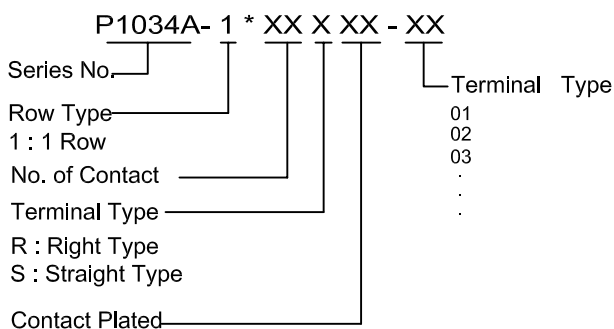 P1034A- 1 * XX X XX - XX
Series No.
Row Type
1 : 1 Row
No. of Contact
Terminal Type
R : Right Type
S : Straight Type
Contact Plated
Terminal Type
01
02
03
.
.
.